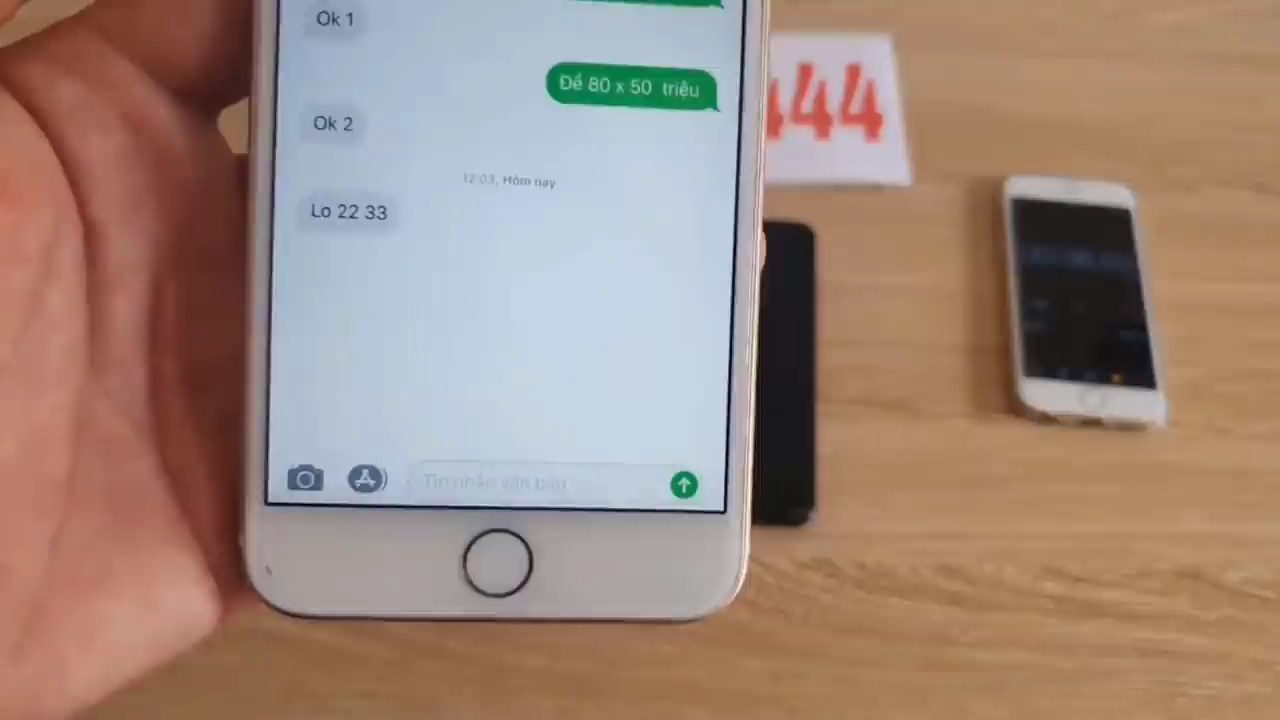 Ok 1
Đề 80 x 50 triệu
Ok 2
12:03, Hôm nay
Lo 22 33
Tin nhắn văn bản
444